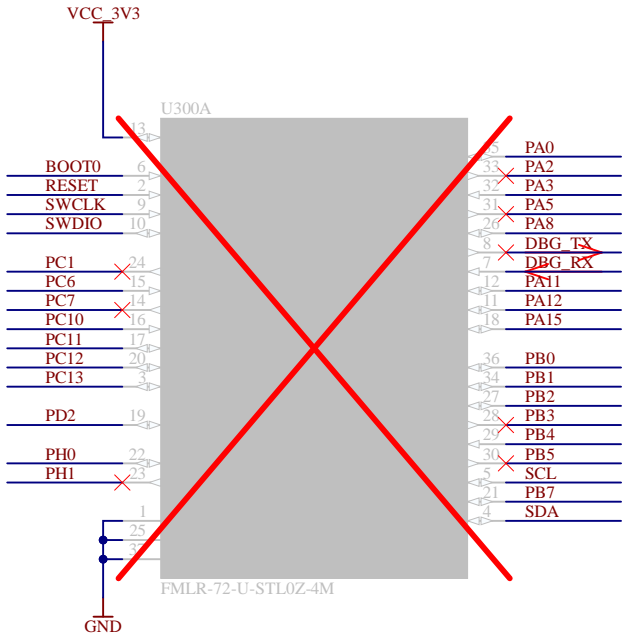 VCC_3V3
U300A
13
BOOT0 6
RESET 2
SWCLK 9
SWDIO 10
PC1 24
PC6 15
PC7 14
PC10 16
PC11 17
PC12 20
PC13 3
PD2 19
PH0 22
PH1 23
1
25
GND
PA0
33 PA2
32 PA3
31 PA5
26 PA8
8 DBG_TX
7 DBG_RX
12 PA11
11 PA12
18 PA15
36 PB0
34 PB1
27 PB2
28 PB3
29 PB4
30 PB5
5 SCL
21 PB7
4 SDA
FMLR-72-U-STL0Z-4M